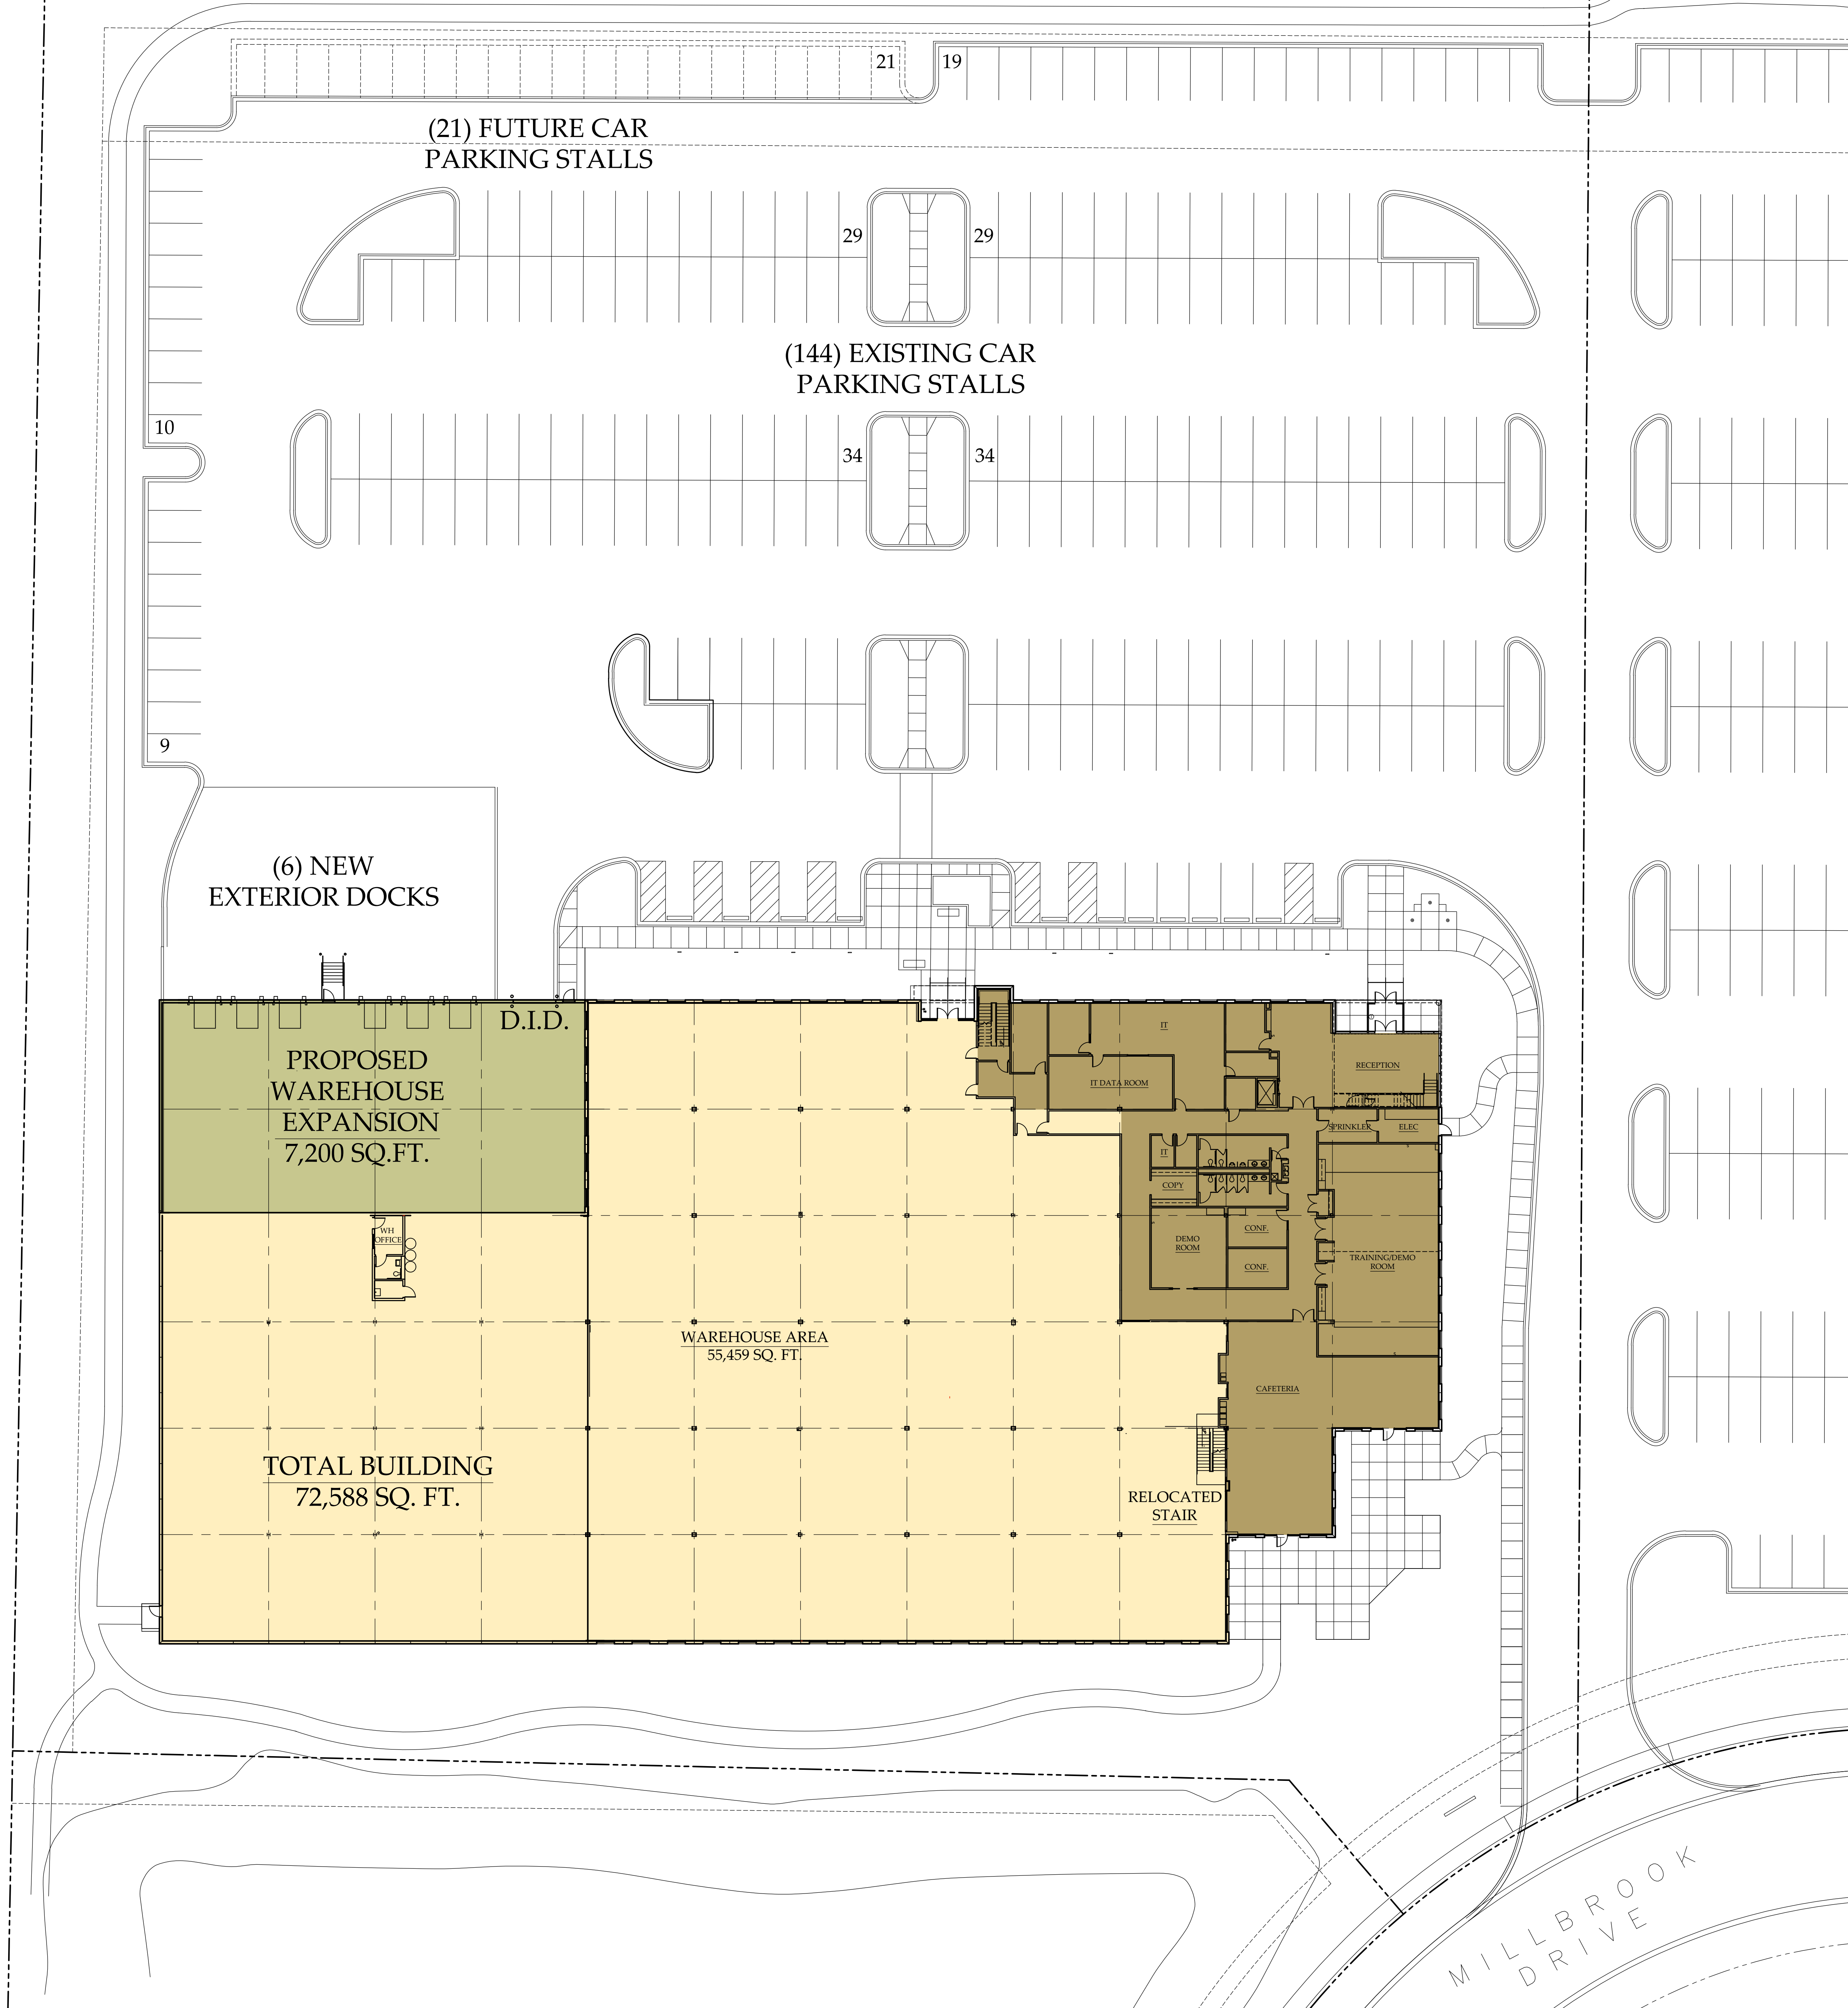 21 19
(21) FUTURE CAR
PARKING STALLS
29 29
(144) EXISTING CAR
PARKING STALLS
10
34 34
9
(6) NEW
EXTERIOR DOCKS
D.I.D.
PROPOSED
WAREHOUSE
EXPANSION
7,200 SQ.FT.
IT
RECEPTION
IT DATA ROOM
SPRINKLER
ELEC
IT
COPY
WH
OFFICE
DEMO
ROOM
CONF.
CONF.
TRAINING/DEMO
ROOM
WAREHOUSE AREA
55,459 SQ. FT.
CAFETERIA
TOTAL BUILDING
72,588 SQ. FT.
RELOCATED
STAIR
MILLBROOK
DRIVE